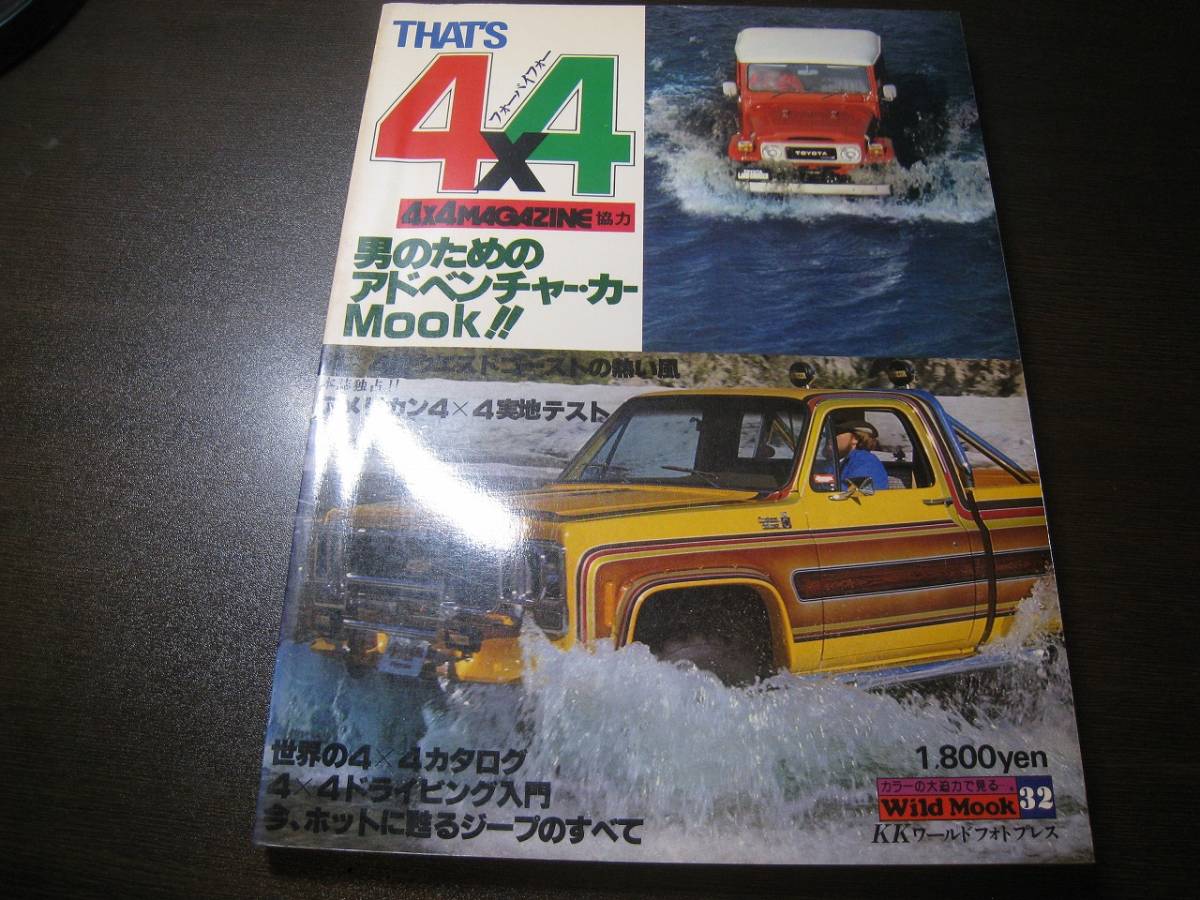 THAT'S
4x4
フォーバイフォー
4x4MAGAZINE 協力
男のための
アドベンチャー・カー
Mook!!
ウエストコーストの熱い風
本誌独占!!
アメリカン4×4実地テスト
TOYOTA
世界の4×4カタログ
4×4ドライビング入門
今、ホットに甦るジープのすべて
1.800yen
カラーの大迫力で見る。
Wild Mook 32
KKワールドフォトプレス